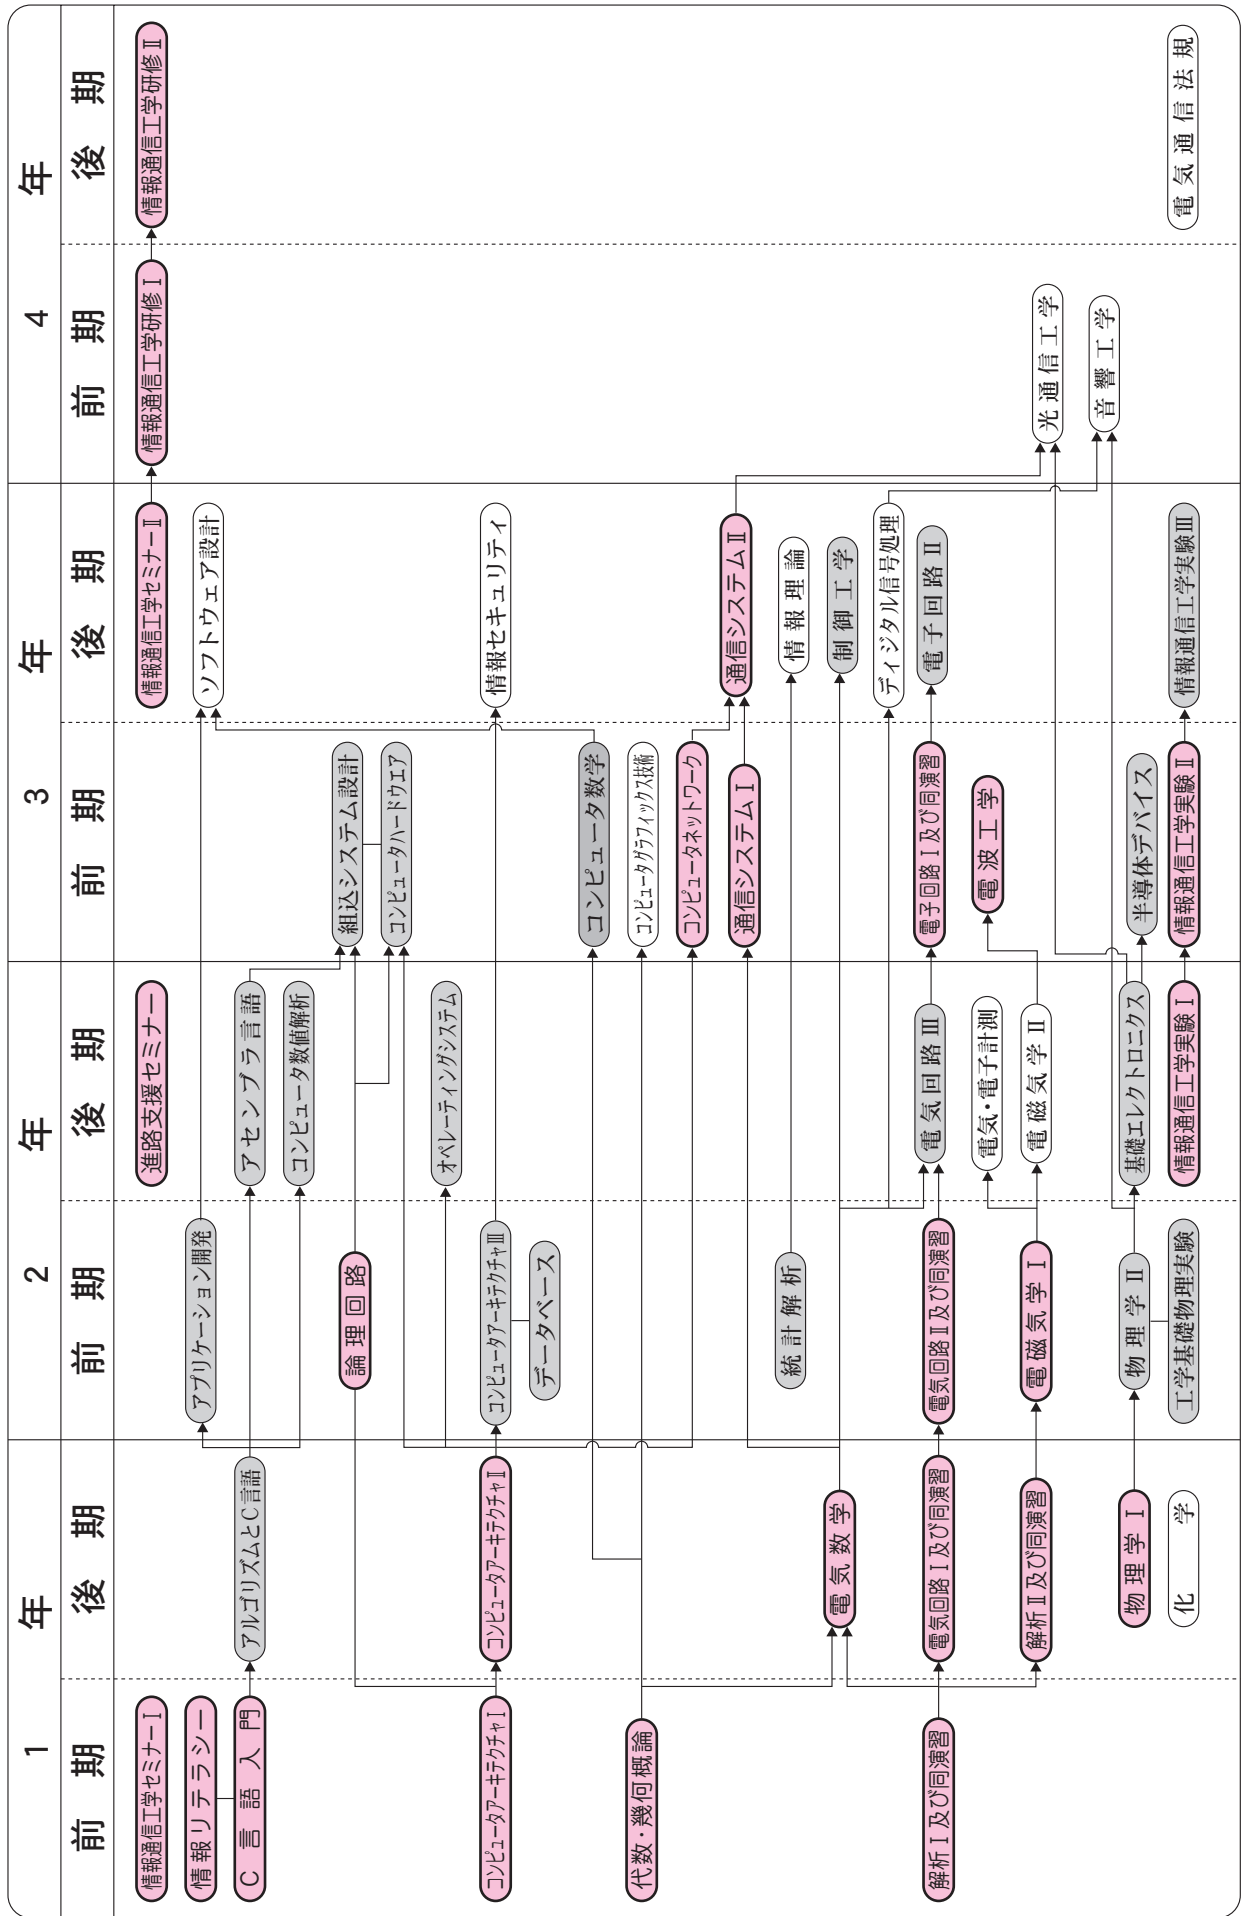 1 年
前 期
後 期
2 年
前 期
後 期
3 年
前 期
後 期
4 年
前 期
後 期
情報通信工学セミナーⅠ
情報リテラシー
C言語入門
コンピュータアーキテクチャⅠ
代数・幾何概論
解析Ⅰ及び同演習
アルゴリズムとC言語
コンピュータアーキテクチャⅡ
電気数学
電気回路Ⅰ及び同演習
解析Ⅱ及び同演習
物理学Ⅰ
化 学
アプリケーション開発
論理回路
コンピュータアーキテクチャⅢ
データベース
統計解析
電気回路Ⅱ及び同演習
電磁気学Ⅰ
物理学Ⅱ
工学基礎物理実験
進路支援セミナー
アセンブラ言語
コンピュータ数値解析
オペレーティングシステム
電気回路Ⅲ
電気・電子計測
電磁気学Ⅱ
基礎エレクトロニクス
情報通信工学実験Ⅰ
組込システム設計
コンピュータハードウエア
コンピュータ数学
コンピュータグラフィックス技術
コンピュータネットワーク
通信システムⅠ
電子回路Ⅰ及び同演習
電波工学
半導体デバイス
情報通信工学実験Ⅱ
情報通信工学セミナーⅡ
ソフトウェア設計
情報セキュリティ
通信システムⅡ
情報理論
制御工学
ディジタル信号処理
電子回路Ⅱ
情報通信工学実験Ⅲ
情報通信工学研修Ⅰ
光通信工学
音響工学
情報通信工学研修Ⅱ
電気通信法規